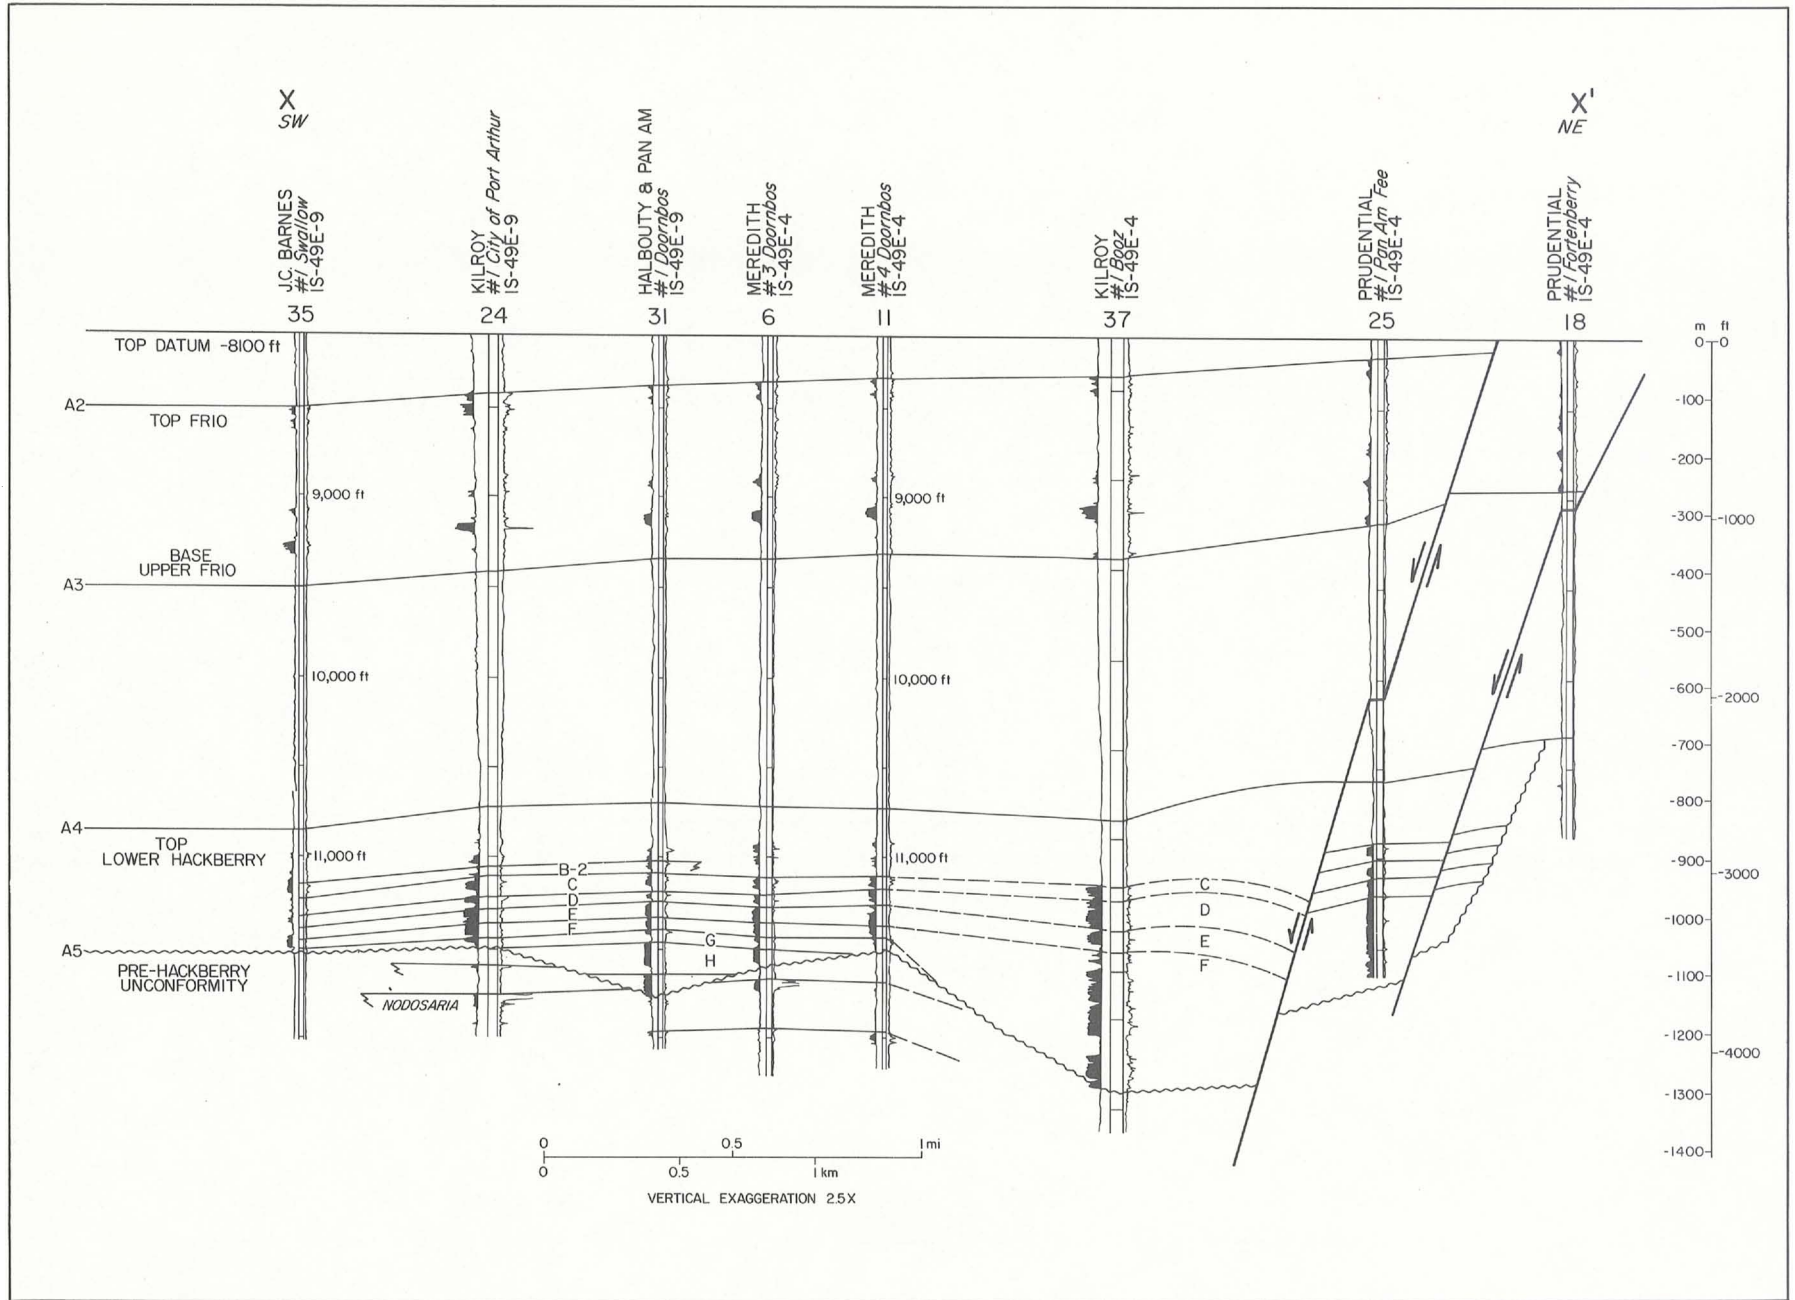 X
SW
X'
NE
J.C. BARNES
#1 Swallow
IS-49E-9
35
KILROY
#1 City of Port Arthur
IS-49E-9
24
HALBOUTY & PAN AM
#1 Doornbos
IS-49E-9
31
MEREDITH
#3 Doornbos
IS-49E-4
6
MEREDITH
#4 Doornbos
IS-49E-4
11
KILROY
#1 Booz
IS-49E-4
37
PRUDENTIAL
#1 Pan Am Fee
IS-49E-4
25
PRUDENTIAL
#1 Fortenberry
IS-49E-4
18
TOP DATUM -8100 ft
A2
TOP FRIO
9,000 ft
9,000 ft
BASE
UPPER FRIO
A3
10,000 ft
10,000 ft
A4
TOP
LOWER HACKBERRY
11,000 ft
11,000 ft
B-2
C
D
E
F
G
H
C
D
E
F
A5
PRE-HACKBERRY
UNCONFORMITY
NODOSARIA
m ft
0 0
-100
-200
-300 -1000
-400
-500
-600 -2000
-700
-800
-900 -3000
-1000
-1100
-1200 -4000
-1300
-1400
0 0.5 1 mi
0 0.5 1 km
VERTICAL EXAGGERATION 2.5X